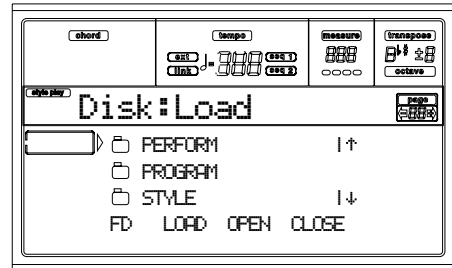 chord tempo measure transpose
ext seq 1
link seq 2
octave
style play Disk:Load page
PERFORM
PROGRAM
STYLE
FD LOAD OPEN CLOSE